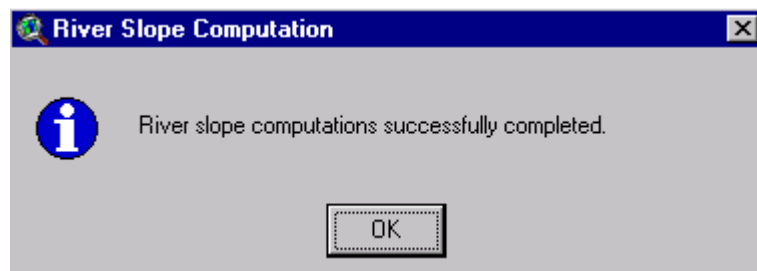 River Slope Computation
River slope computations successfully completed.
OK